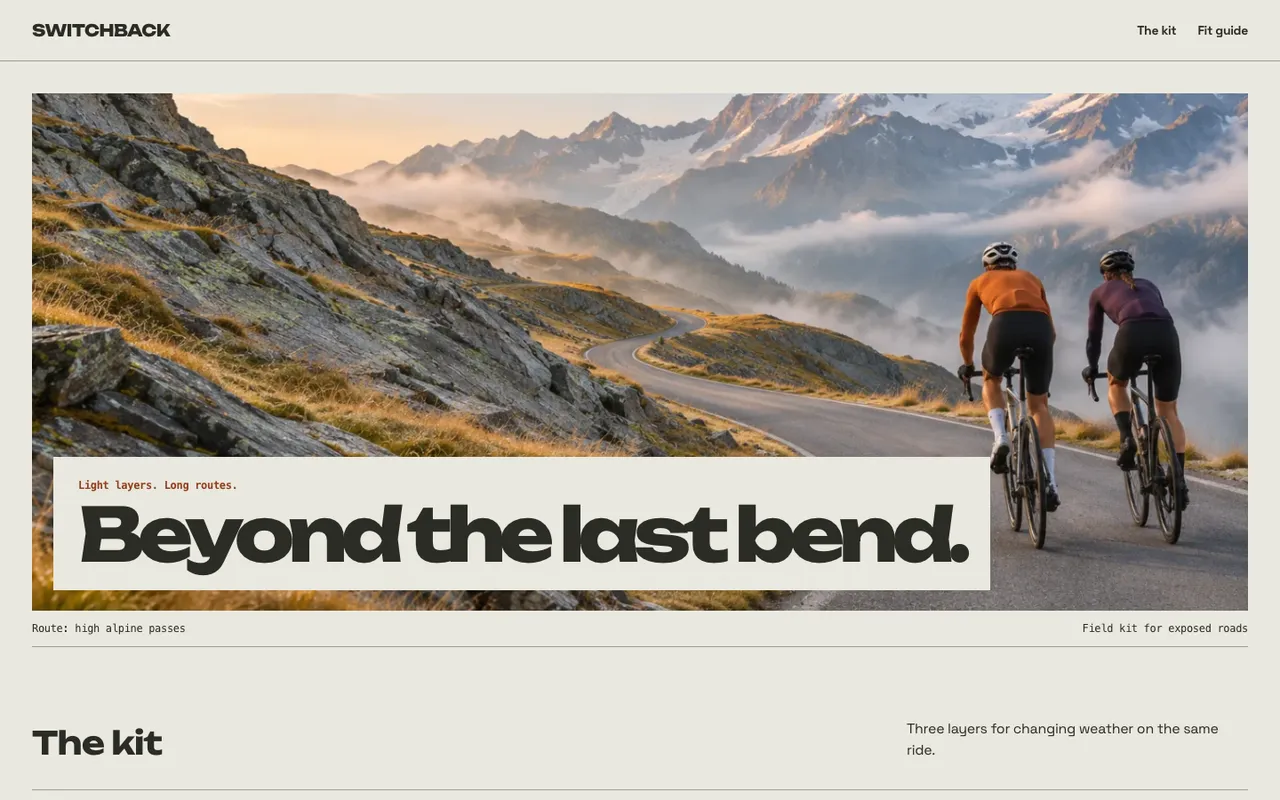 SWITCHBACK
The kit
Fit guide
Light layers. Long routes.
Beyond the last bend.
Route: high alpine passes
Field kit for exposed roads
The kit
Three layers for changing weather on the same
ride.